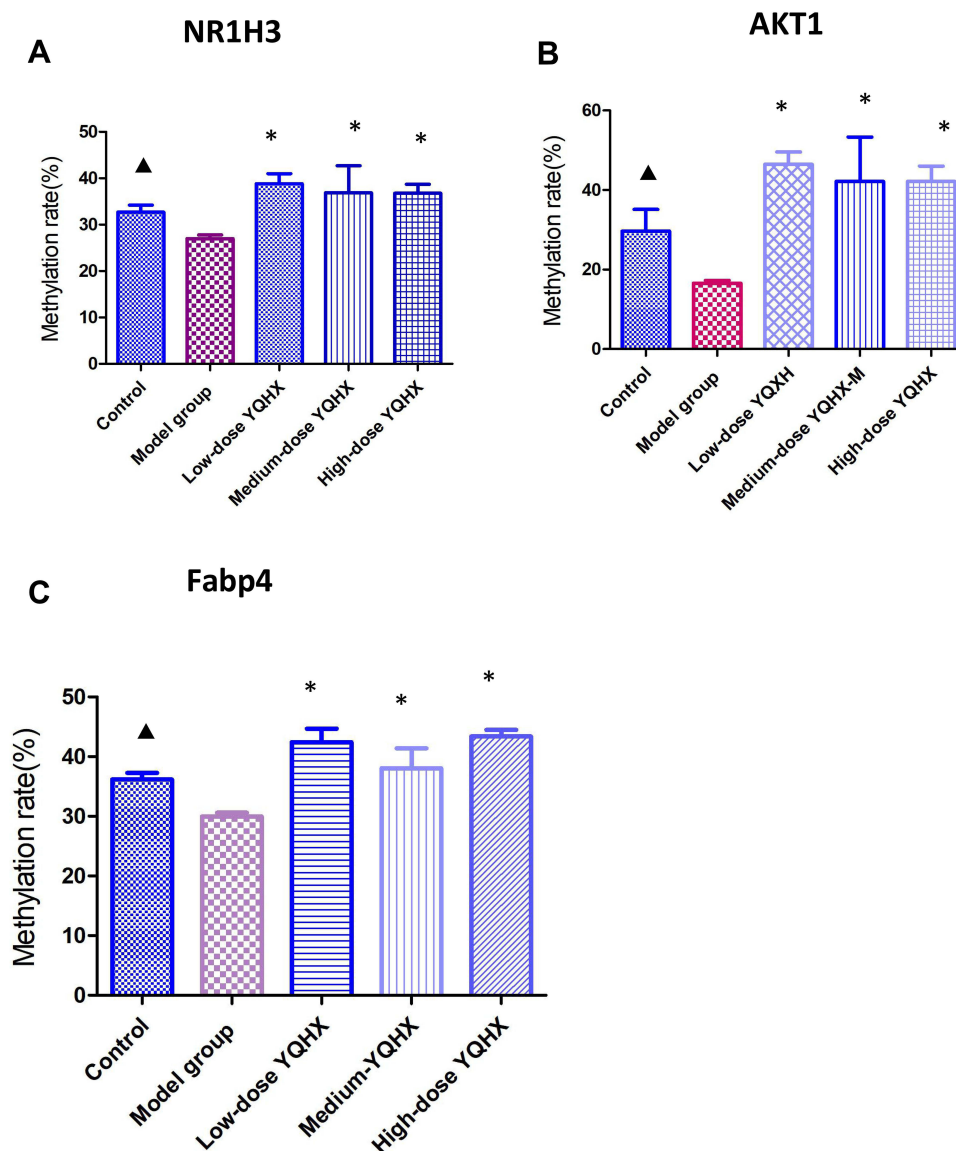 NR1H3
A
Methylation rate(%)
50
40
30
20
10
0
▲
*
*
*
Control
Model group
Low-dose YQHX
Medium-dose YQHX
High-dose YQHX
AKT1
B
Methylation rate(%)
60
40
20
0
▲
*
*
*
Control
Model group
Low-dose YQXH
Medium-dose YQHX-M
High-dose YQHX
Fabp4
C
Methylation rate(%)
50
40
30
20
10
0
▲
*
*
*
Control
Model group
Low-dose YQHX
Medium-YQHX
High-dose YQHX